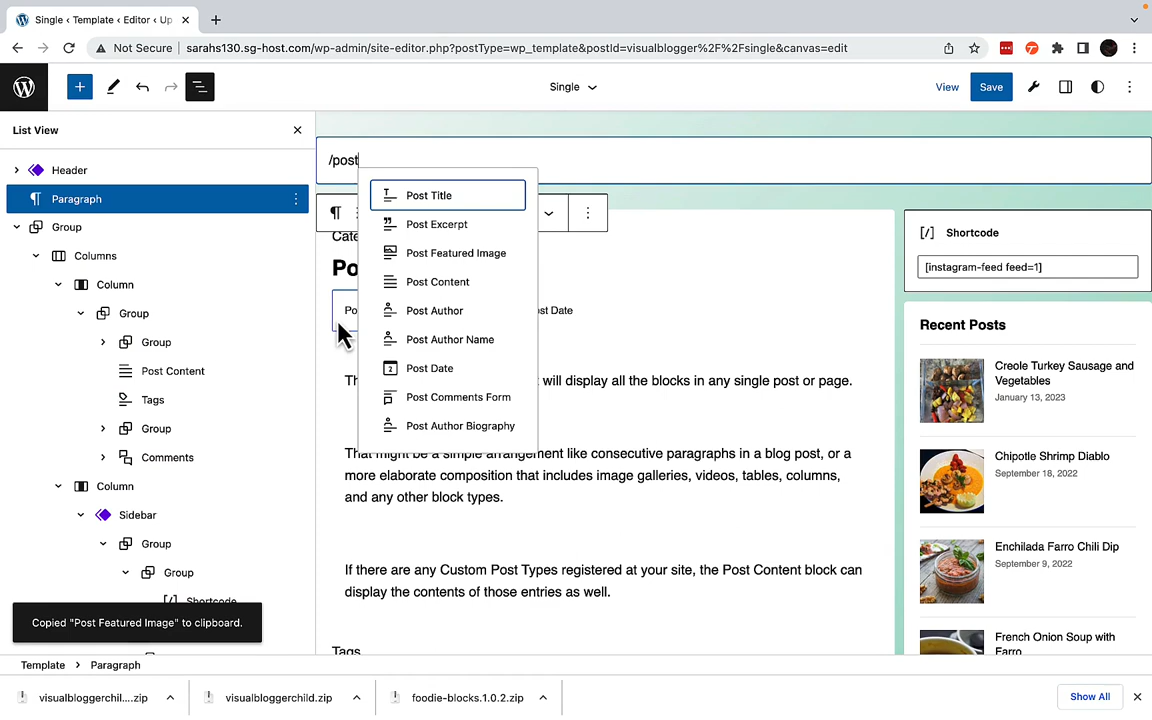 Single ‹ Template ‹ Editor ‹ Up
Not Secure
sarahs130.sg-host.com/wp-admin/site-editor.php?postType=wp_template&postId=visualblogger%2F%2Fsingle&canvas=edit
Single
View
Save
List View
Header
Paragraph
Group
Columns
Column
Group
Group
Post Content
Tags
Group
Comments
Column
Sidebar
Group
Group
Shortcode
Copied "Post Featured Image" to clipboard.
/post
Post Title
Post Excerpt
Post Featured Image
Post Content
Post Author
Post Author Name
Post Date
Post Comments Form
Post Author Biography
Cate
Po
Po
st Date
Th
will display all the blocks in any single post or page.
That might be a simple arrangement like consecutive paragraphs in a blog post, or a
more elaborate composition that includes image galleries, videos, tables, columns,
and any other block types.
If there are any Custom Post Types registered at your site, the Post Content block can
display the contents of those entries as well.
Tags
[/] Shortcode
[instagram-feed feed=1]
Recent Posts
Creole Turkey Sausage and
Vegetables
January 13, 2023
Chipotle Shrimp Diablo
September 18, 2022
Enchilada Farro Chili Dip
September 9, 2022
French Onion Soup with
Farro
Template > Paragraph
visualbloggerchil....zip
visualbloggerchild.zip
foodie-blocks.1.0.2.zip
Show All